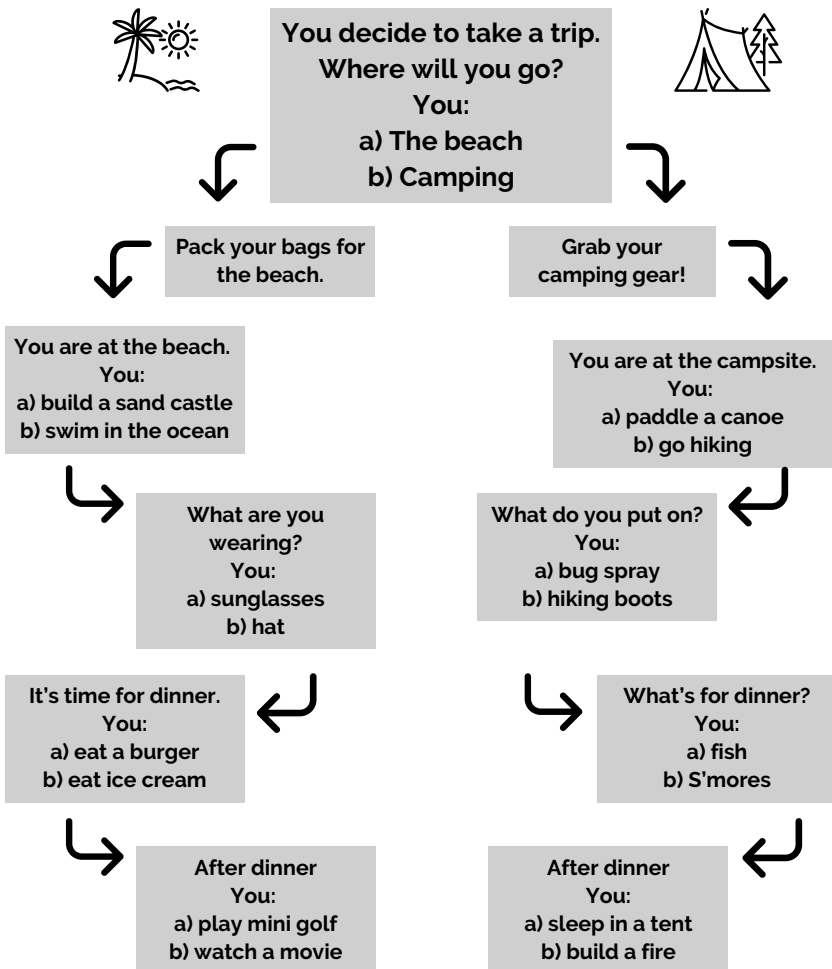 You decide to take a trip.
Where will you go?
You:
a) The beach
b) Camping
Pack your bags for
the beach.
Grab your
camping gear!
You are at the beach.
You:
a) build a sand castle
b) swim in the ocean
You are at the campsite.
You:
a) paddle a canoe
b) go hiking
What are you
wearing?
You:
a) sunglasses
b) hat
What do you put on?
You:
a) bug spray
b) hiking boots
It's time for dinner.
You:
a) eat a burger
b) eat ice cream
What's for dinner?
You:
a) fish
b) S'mores
After dinner
You:
a) play mini golf
b) watch a movie
After dinner
You:
a) sleep in a tent
b) build a fire